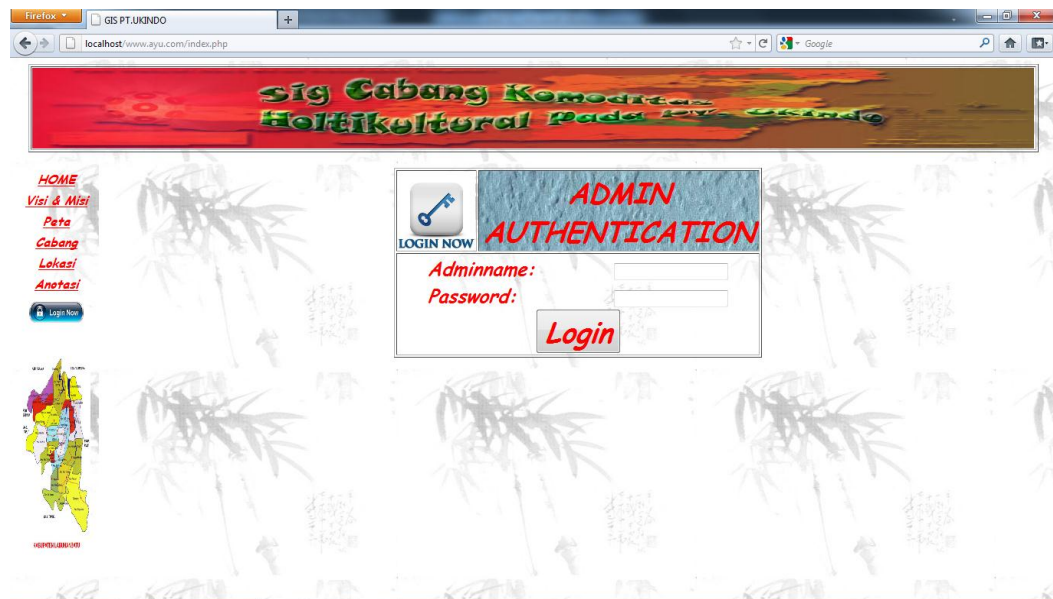 Firefox
GIS PT.UKINDO
localhost/www.ayu.com/index.php
Google
Sig Cabang Komoditas
Holtikultural Pada PT. Ukindo
HOME
Visi & Misi
Peta
Cabang
Lokasi
Anotasi
Login Now
LOGIN NOW
ADMIN
AUTHENTICATION
Adminname:
Password:
Login